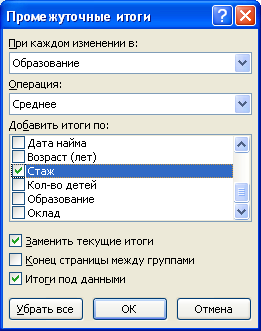 Промежуточные итоги
При каждом изменении в:
Образование
Операция:
Среднее
Добавить итоги по:
Дата найма
Возраст (лет)
Стаж
Кол-во детей
Образование
Оклад
Заменить текущие итоги
Конец страницы между группами
Итоги под данными
Убрать все
ОК
Отмена